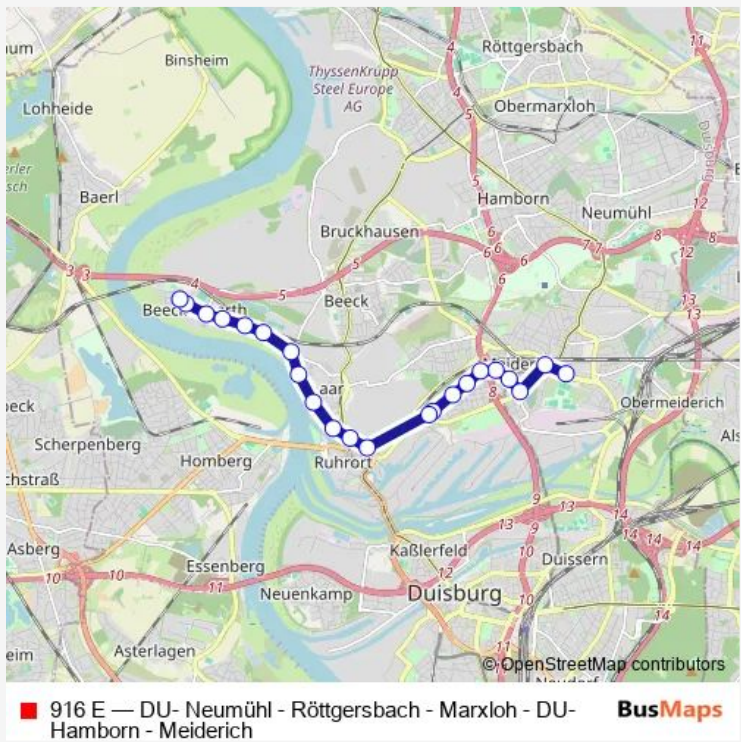 Röttgersbach
Binsheim
ThyssenKrupp
Steel Europe
AG
Lohheide
Obermarxloh
Baerl
Hamborn
Neumühl
Bruckhausen
Beeck
Obermeiderich
Scherpenberg
Homberg
Ruhrort
Asberg
Kaßlerfeld
Duissern
Essenberg
Neuenkamp
Duisburg
Asterlagen
© OpenStreetMap contributors
916 E — DU- Neumühl - Röttgersbach - Marxloh - DU-
Hamborn - Meiderich
BusMaps